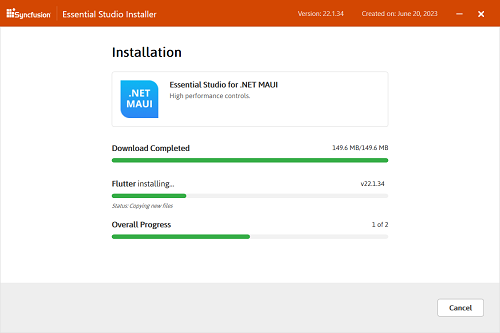 Syncfusion Essential Studio Installer Version: 22.1.34 Created on: June 20, 2023
Installation
.NET MAUI
Essential Studio for .NET MAUI
High performance controls.
Download Completed 149.6 MB/149.6 MB
Flutter installing... v22.1.34
Status: Copying new files
Overall Progress 1 of 2
Cancel